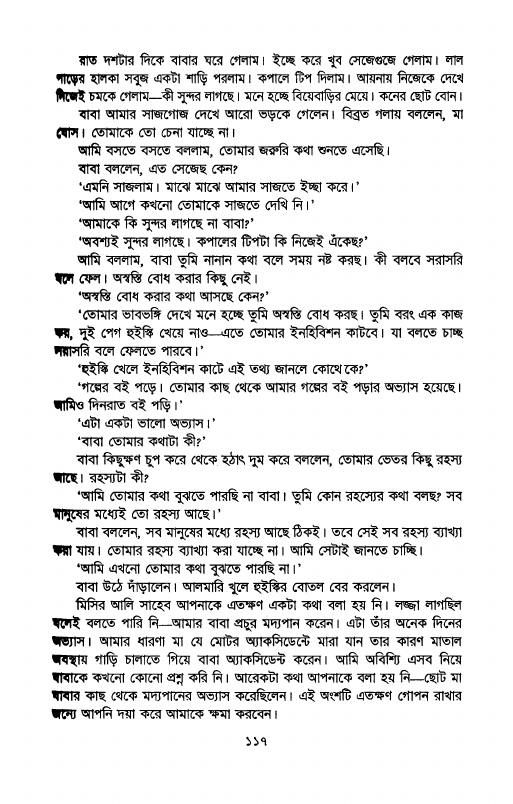 রাত দশটার দিকে বাবার ঘরে গেলাম। ইচ্ছে করে খুব সেজেগুজে গেলাম। লাল
পাড়ের হালকা সবুজ একটা শাড়ি পরলাম। কপালে টিপ দিলাম। আয়নায় নিজেকে দেখে
নিজেই চমকে গেলাম—কী সুন্দর লাগছে। মনে হচ্ছে বিয়েবাড়ির মেয়ে। কনের ছোট বোন।
বাবা আমার সাজগোজ দেখে আরো ভড়কে গেলেন। বিব্রত গলায় বললেন, মা
বোস। তোমাকে তো চেনা যাচ্ছে না।
আমি বসতে বসতে বললাম, তোমার জরুরি কথা শুনতে এসেছি।
বাবা বললেন, এত সেজেছ কেন?
‘এমনি সাজলাম। মাঝে মাঝে আমার সাজতে ইচ্ছা করে।’
‘আমি আগে কখনো তোমাকে সাজতে দেখি নি।’
‘আমাকে কি সুন্দর লাগছে না বাবা?’
‘অবশ্যই সুন্দর লাগছে। কপালের টিপটা কি নিজেই এঁকেছ?’
আমি বললাম, বাবা তুমি নানান কথা বলে সময় নষ্ট করছ। কী বলবে সরাসরি
বলে ফেল। অস্বস্তি বোধ করার কিছু নেই।
‘অস্বস্তি বোধ করার কথা আসছে কেন?’
‘তোমার ভাবভঙ্গি দেখে মনে হচ্ছে তুমি অস্বস্তি বোধ করছ। তুমি বরং এক কাজ
কর, দুই পেগ হুইস্কি খেয়ে নাও—এতে তোমার ইনহিবিশন কাটবে। যা বলতে চাচ্ছ
সরাসরি বলে ফেলতে পারবে।’
‘হুইস্কি খেলে ইনহিবিশন কাটে এই তথ্য জানলে কোত্থেকে?’
‘গল্পের বই পড়ে। তোমার কাছ থেকে আমার গল্পের বই পড়ার অভ্যাস হয়েছে।
আমিও দিনরাত বই পড়ি।’
‘এটা একটা ভালো অভ্যাস।’
‘বাবা তোমার কথাটা কী?’
বাবা কিছুক্ষণ চুপ করে থেকে হঠাৎ দুম করে বললেন, তোমার ভেতর কিছু রহস্য
আছে। রহস্যটা কী?
‘আমি তোমার কথা বুঝতে পারছি না বাবা। তুমি কোন রহস্যের কথা বলছ? সব
মানুষের মধ্যেই তো রহস্য আছে।’
বাবা বললেন, সব মানুষের মধ্যে রহস্য আছে ঠিকই। তবে সেই সব রহস্য ব্যাখ্যা
করা যায়। তোমার রহস্য ব্যাখ্যা করা যাচ্ছে না। আমি সেটাই জানতে চাচ্ছি।
‘আমি এখনো তোমার কথা বুঝতে পারছি না।’
বাবা উঠে দাঁড়ালেন। আলমারি খুলে হুইস্কির বোতল বের করলেন।
মিসির আলি সাহেব আপনাকে এতক্ষণ একটা কথা বলা হয় নি। লজ্জা লাগছিল
বলেই বলতে পারি নি—আমার বাবা প্রচুর মদ্যপান করেন। এটা তাঁর অনেক দিনের
অভ্যাস। আমার ধারণা মা যে মোটর অ্যাকসিডেন্টে মারা যান তার কারণ মাতাল
অবস্থায় গাড়ি চালাতে গিয়ে বাবা অ্যাকসিডেন্ট করেন। আমি অবিশ্যি এসব নিয়ে
বাবাকে কখনো কোনো প্রশ্ন করি নি। আরেকটা কথা আপনাকে বলা হয় নি—ছোট মা
বাবার কাছ থেকে মদ্যপানের অভ্যাস করেছিলেন। এই অংশটি এতক্ষণ গোপন রাখার
জন্যে আপনি দয়া করে আমাকে ক্ষমা করবেন।
১১৭